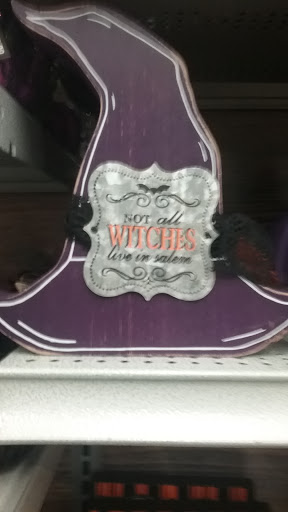 NOT all
WITCHES
live in salem